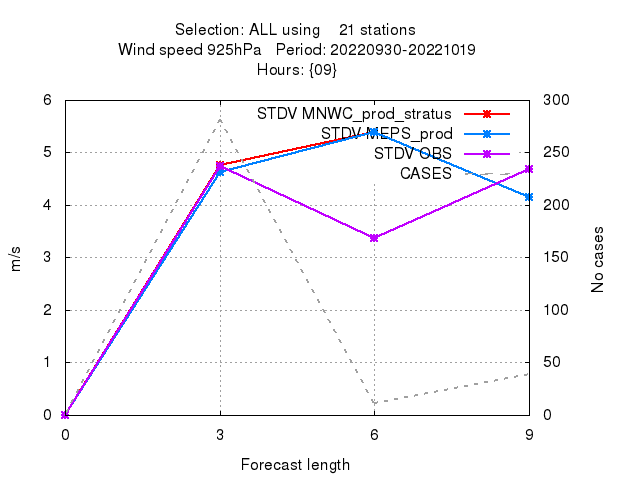 Selection: ALL using    21 stations
Wind speed 925hPa   Period: 20220930-20221019
Hours: {09}
STDV MNWC_prod_stratus
STDV MEPS_prod
STDV OBS
CASES
6
5
4
3
2
1
0
300
250
200
150
100
50
0
m/s
No cases
0 3 6 9
Forecast length